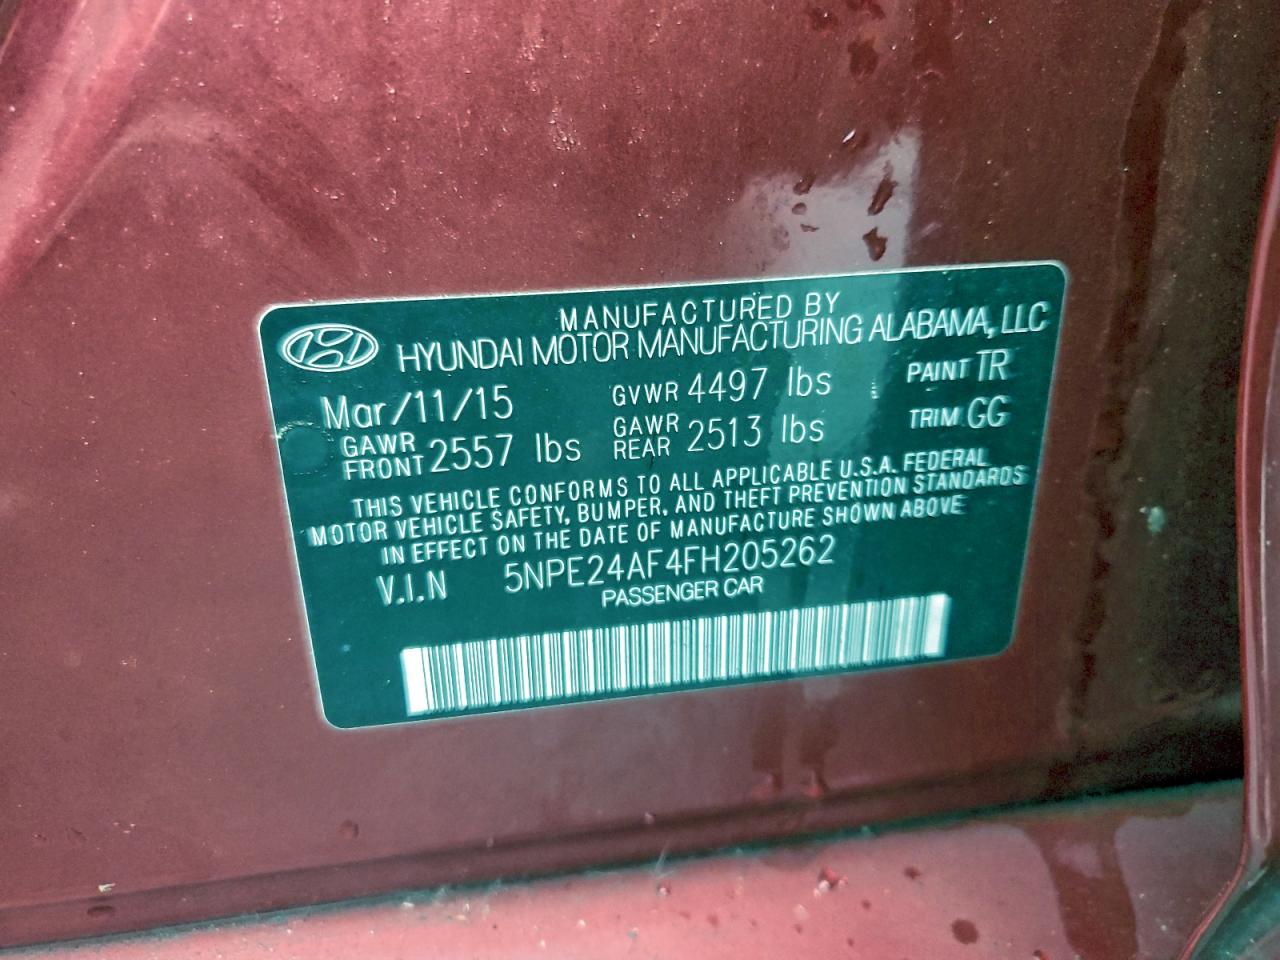 MANUFACTURED BY
HYUNDAI MOTOR MANUFACTURING ALABAMA, LLC
Mar/11/15 GVWR 4497 lbs PAINT TR
GAWR FRONT 2557 lbs GAWR REAR 2513 lbs TRIM GG
THIS VEHICLE CONFORMS TO ALL APPLICABLE U.S.A. FEDERAL
MOTOR VEHICLE SAFETY, BUMPER, AND THEFT PREVENTION STANDARDS
IN EFFECT ON THE DATE OF MANUFACTURE SHOWN ABOVE
V.I.N 5NPE24AF4FH205262
PASSENGER CAR